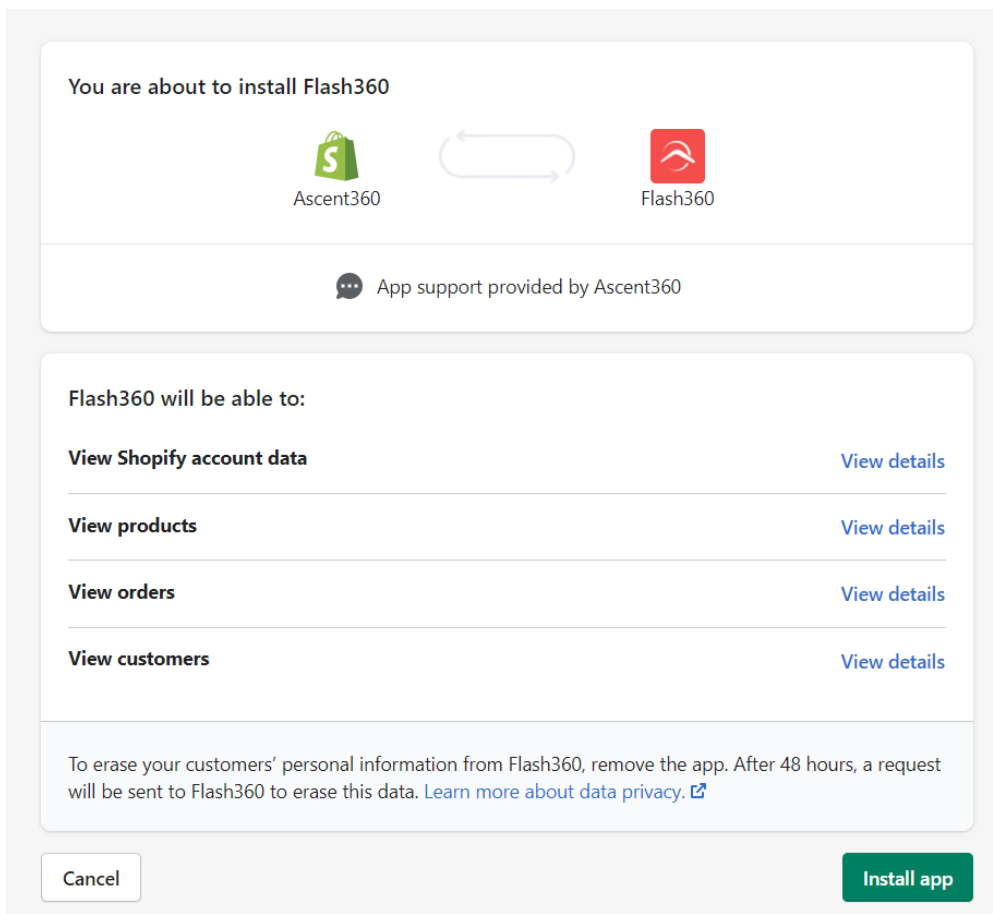 You are about to install Flash360
Ascent360
Flash360
App support provided by Ascent360
Flash360 will be able to:
View Shopify account data
View details
View products
View details
View orders
View details
View customers
View details
To erase your customers’ personal information from Flash360, remove the app. After 48 hours, a request
will be sent to Flash360 to erase this data. Learn more about data privacy.
Cancel
Install app